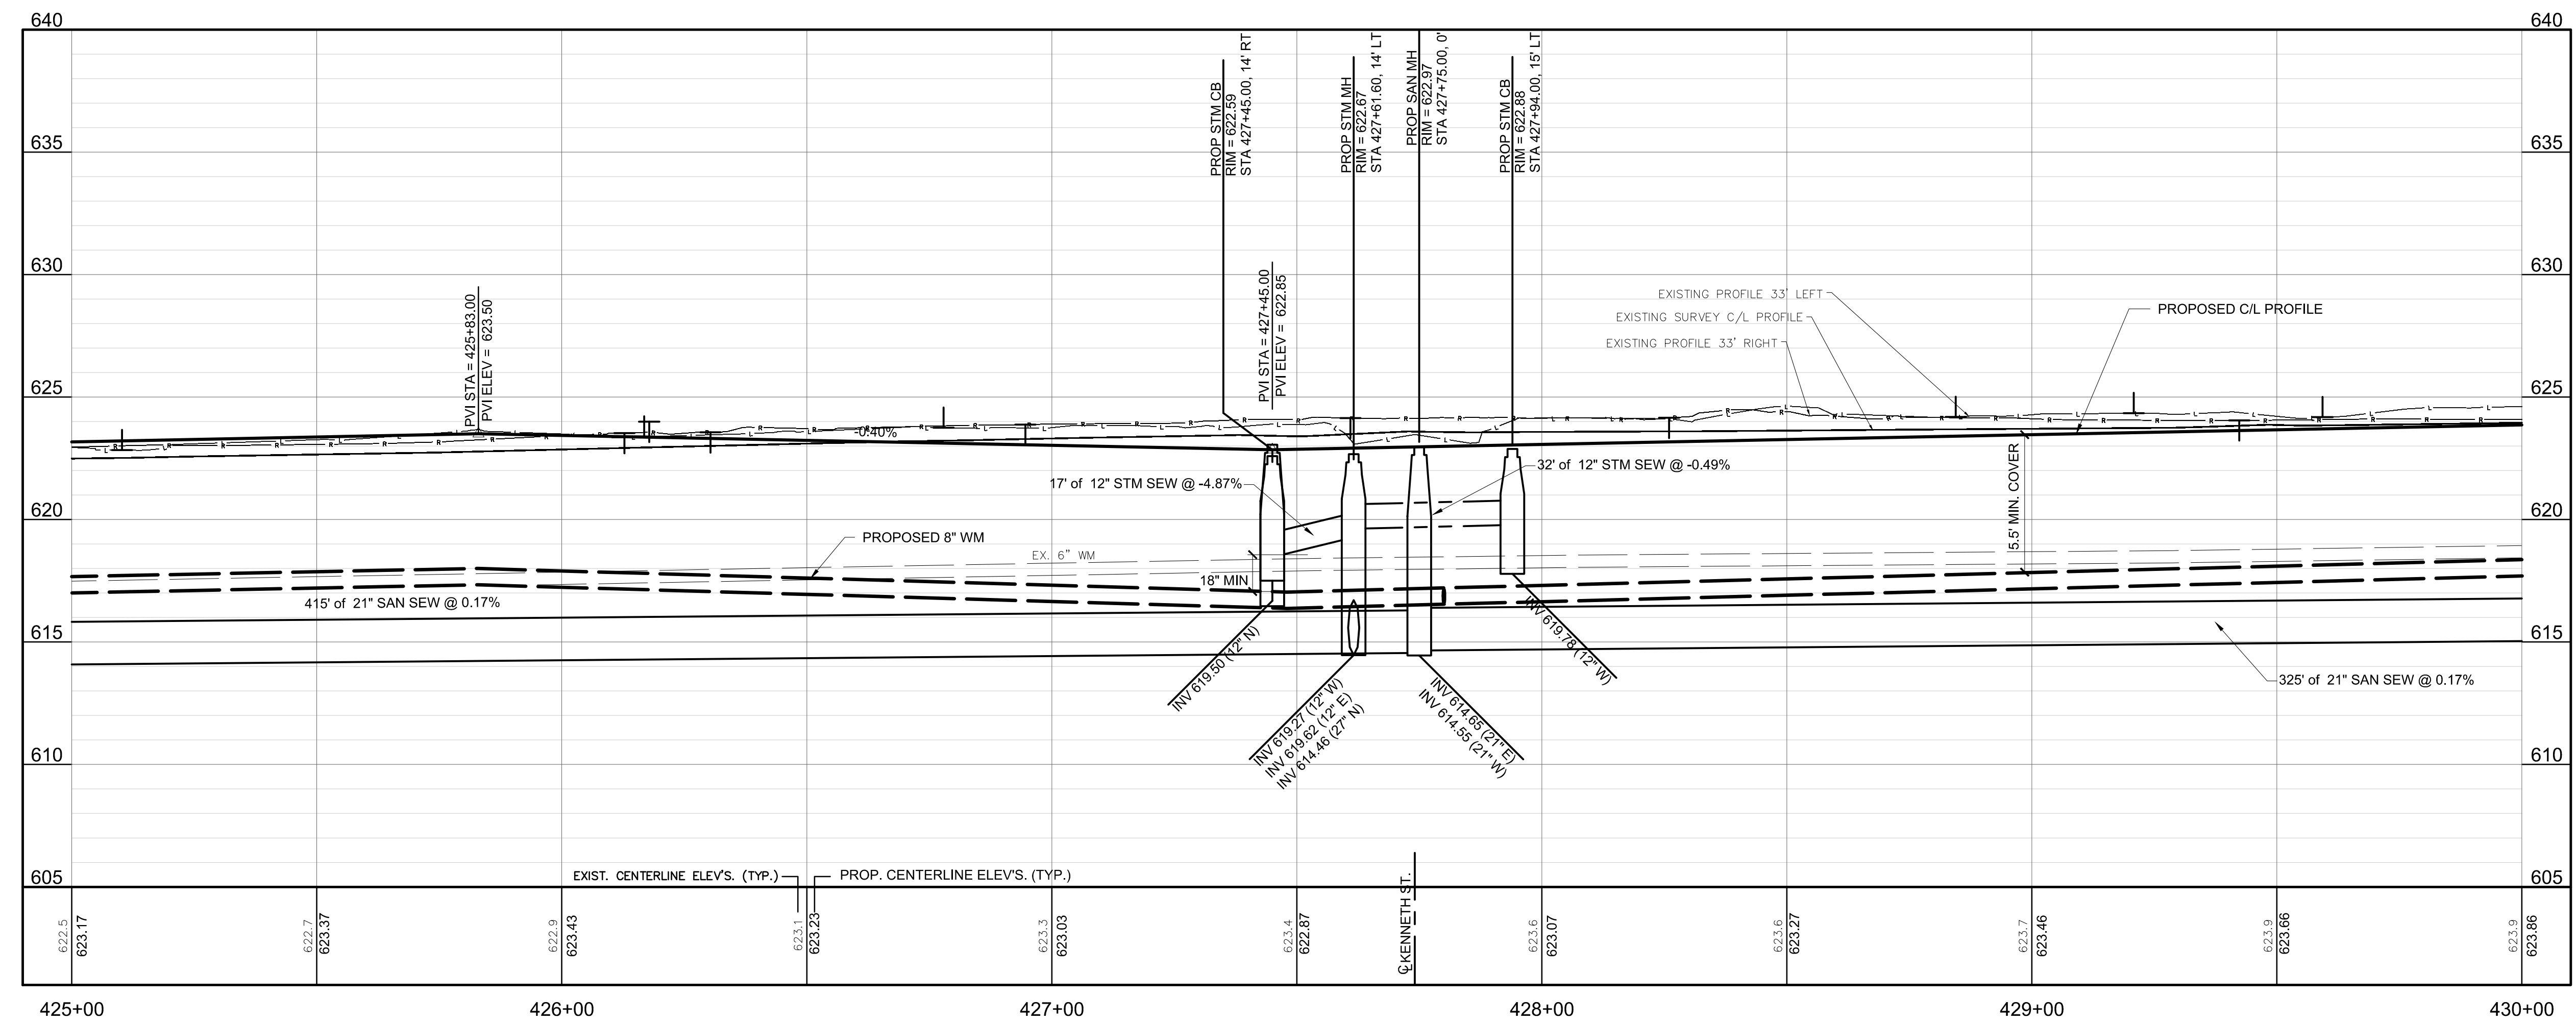 640
640
635
635
630
630
625
625
620
620
615
615
610
610
605
605
PROP STM CB
RIM = 622.59
STA 427+45.00, 14' RT
PROP STM MH
RIM = 622.67
STA 427+61.60, 14' LT
PROP SAN MH
RIM = 622.97
STA 427+75.00, 0'
PROP STM CB
RIM = 622.88
STA 427+94.00, 15' LT
PVI STA = 425+83.00
PVI ELEV = 623.50
PVI STA = 427+45.00
PVI ELEV = 622.85
EXISTING PROFILE 33' LEFT
EXISTING SURVEY C/L PROFILE
EXISTING PROFILE 33' RIGHT
PROPOSED C/L PROFILE
-0.40%
17' of 12" STM SEW @ -4.87%
32' of 12" STM SEW @ -0.49%
PROPOSED 8" WM
EX. 6" WM
18" MIN
5.5' MIN. COVER
415' of 21" SAN SEW @ 0.17%
325' of 21" SAN SEW @ 0.17%
INV 619.50 (12" N)
INV 619.27 (12" W)
INV 619.62 (12" E)
INV 614.46 (27" N)
INV 614.65 (21" E)
INV 614.55 (21" W)
INV 619.78 (12" W)
EXIST. CENTERLINE ELEV'S. (TYP.)
PROP. CENTERLINE ELEV'S. (TYP.)
℄ KENNETH ST.
622.5
623.17
622.7
623.37
622.9
623.43
623.1
623.23
623.3
623.03
623.4
622.87
623.6
623.07
623.6
623.27
623.7
623.46
623.9
623.66
623.9
623.86
425+00
426+00
427+00
428+00
429+00
430+00